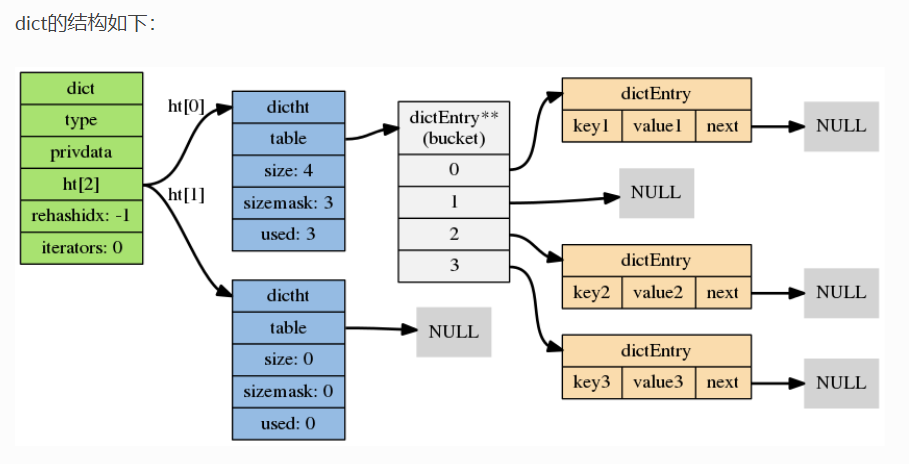 dict的结构如下：
dict
type
privdata
ht[2]
rehashidx: -1
iterators: 0
ht[0]
ht[1]
dictht
table
size: 4
sizemask: 3
used: 3
dictht
table
size: 0
sizemask: 0
used: 0
dictEntry**
(bucket)
0
1
2
3
NULL
dictEntry
key1 value1 next
NULL
NULL
dictEntry
key2 value2 next
NULL
dictEntry
key3 value3 next
NULL